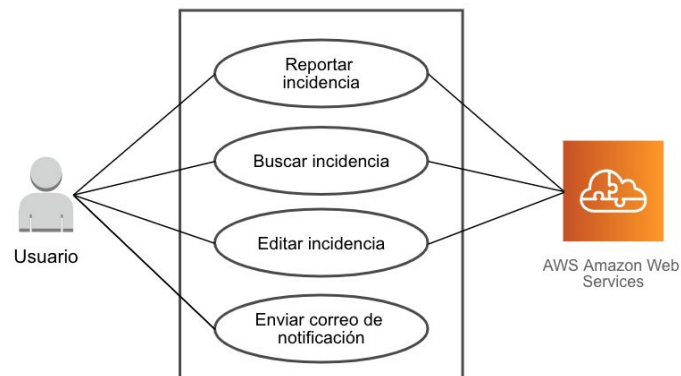 Reportar
incidencia
Buscar incidencia
Editar incidencia
Usuario
AWS Amazon Web
Services
Enviar correo de
notificación